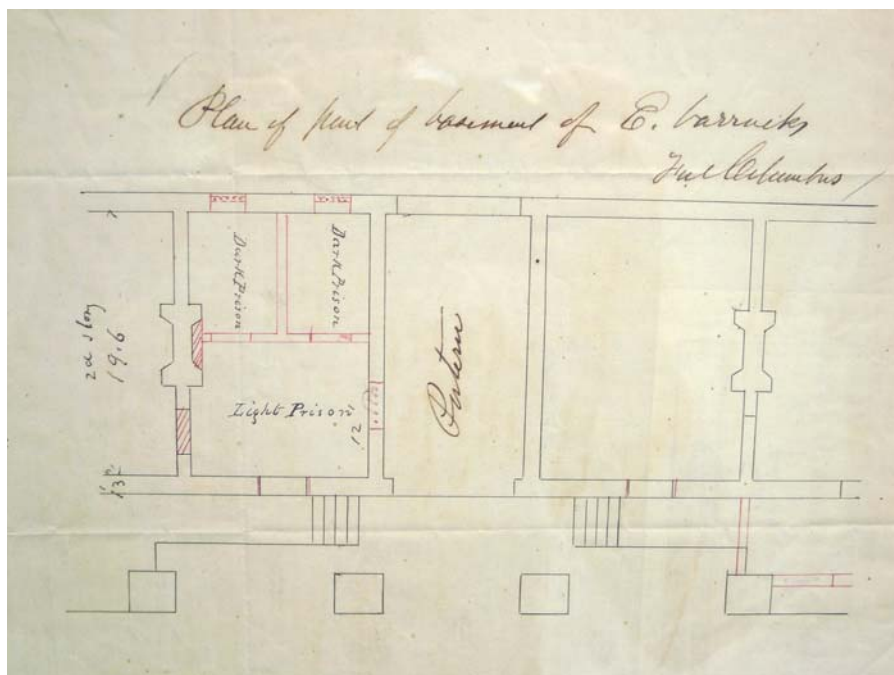 Plan of part of basement of E. barracks
Fort Columbus
Dark Prison
Dark Prison
2d story
19.6
Light Prison
12
Postern